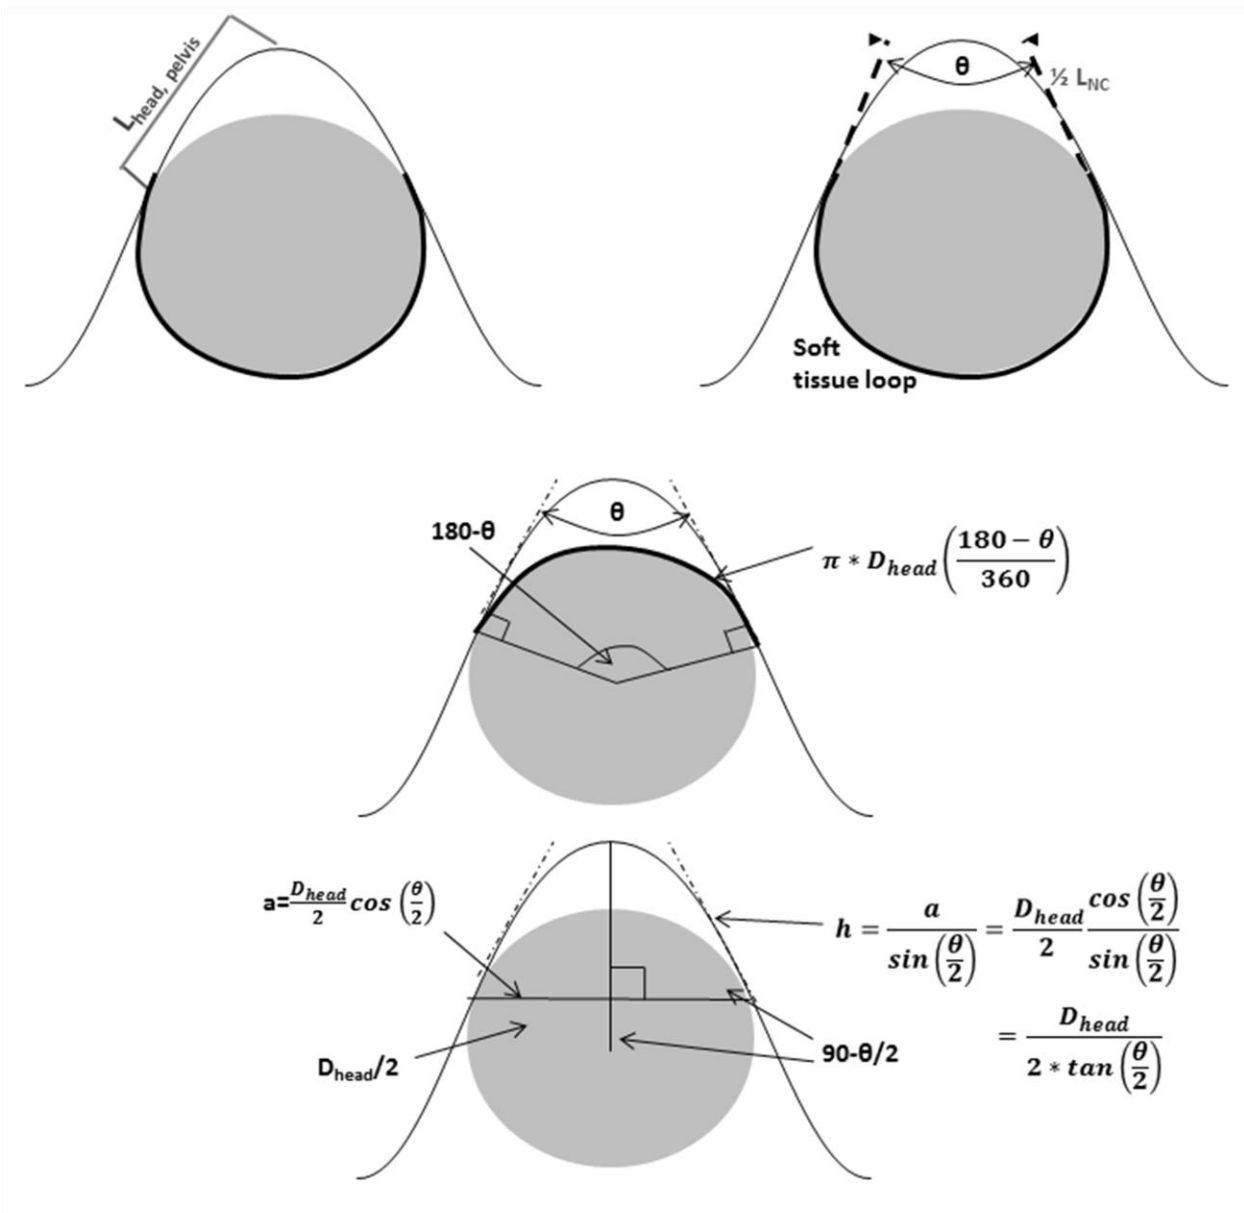 L_head, pelvis
θ
½ L_NC
Soft
tissue loop
θ
180-θ
π * D_head((180 − θ)/360)
a=D_head/2 cos (θ/2)
h = a/sin(θ/2) = D_head/2 cos(θ/2)/sin(θ/2)
= D_head/(2 * tan(θ/2))
D_head/2
90-θ/2